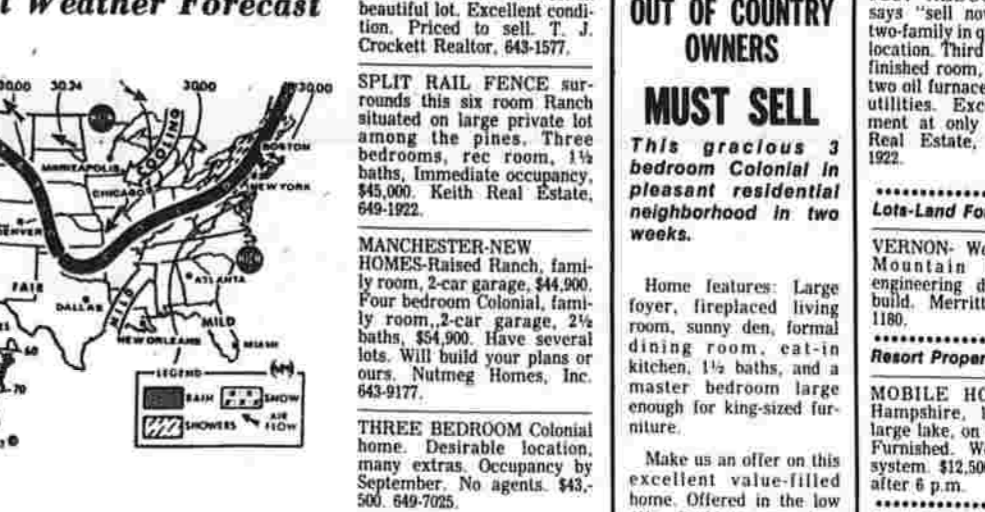 Weather Forecast
30.00
30.34
30.00
30.00
COOLING
BOSTON
MINNEAPOLIS
NEW YORK
CHICAGO
DENVER
HIGH
FAIR
ATLANTA
DALLAS
MILD
MILD
NEW ORLEANS
MIAMI
60
70
LEGEND
RAIN
SNOW
SHOWERS
AIR
FLOW
beautiful lot. Excellent condi-
tion. Priced to sell. T. J.
Crockett Realtor, 643-1577.
SPLIT RAIL FENCE sur-
rounds this six room Ranch
situated on large private lot
among the pines. Three
bedrooms, rec room, 1½
baths, Immediate occupancy,
$45,000. Keith Real Estate,
649-1922.
MANCHESTER-NEW
HOMES-Raised Ranch, fami-
ly room, 2-car garage, $44,900.
Four bedroom Colonial, fami-
ly room,,2-car garage, 2½
baths, $54,900. Have several
lots. Will build your plans or
ours. Nutmeg Homes, Inc.
643-9177.
THREE BEDROOM Colonial
home. Desirable location,
many extras. Occupancy by
September. No agents. $43,-
500. 649-7025.
OUT OF COUNTRY
OWNERS
MUST SELL
This gracious 3
bedroom Colonial in
pleasant residential
neighborhood in two
weeks.
Home features: Large
foyer, fireplaced living
room, sunny den, formal
dining room, eat-in
kitchen, 1½ baths, and a
master bedroom large
enough for king-sized fur-
niture.
Make us an offer on this
excellent value-filled
home. Offered in the low
says "sell now
two-family in q
location. Third
finished room,
two oil furnace
utilities. Exc
ment at only
Real Estate,
1922.
Lots-Land Fo
VERNON- We
Mountain
engineering d
build. Merritt
1180.
Resort Proper
MOBILE HO
Hampshire, l
large lake, on
Furnished. We
system. $12,50
after 6 p.m.